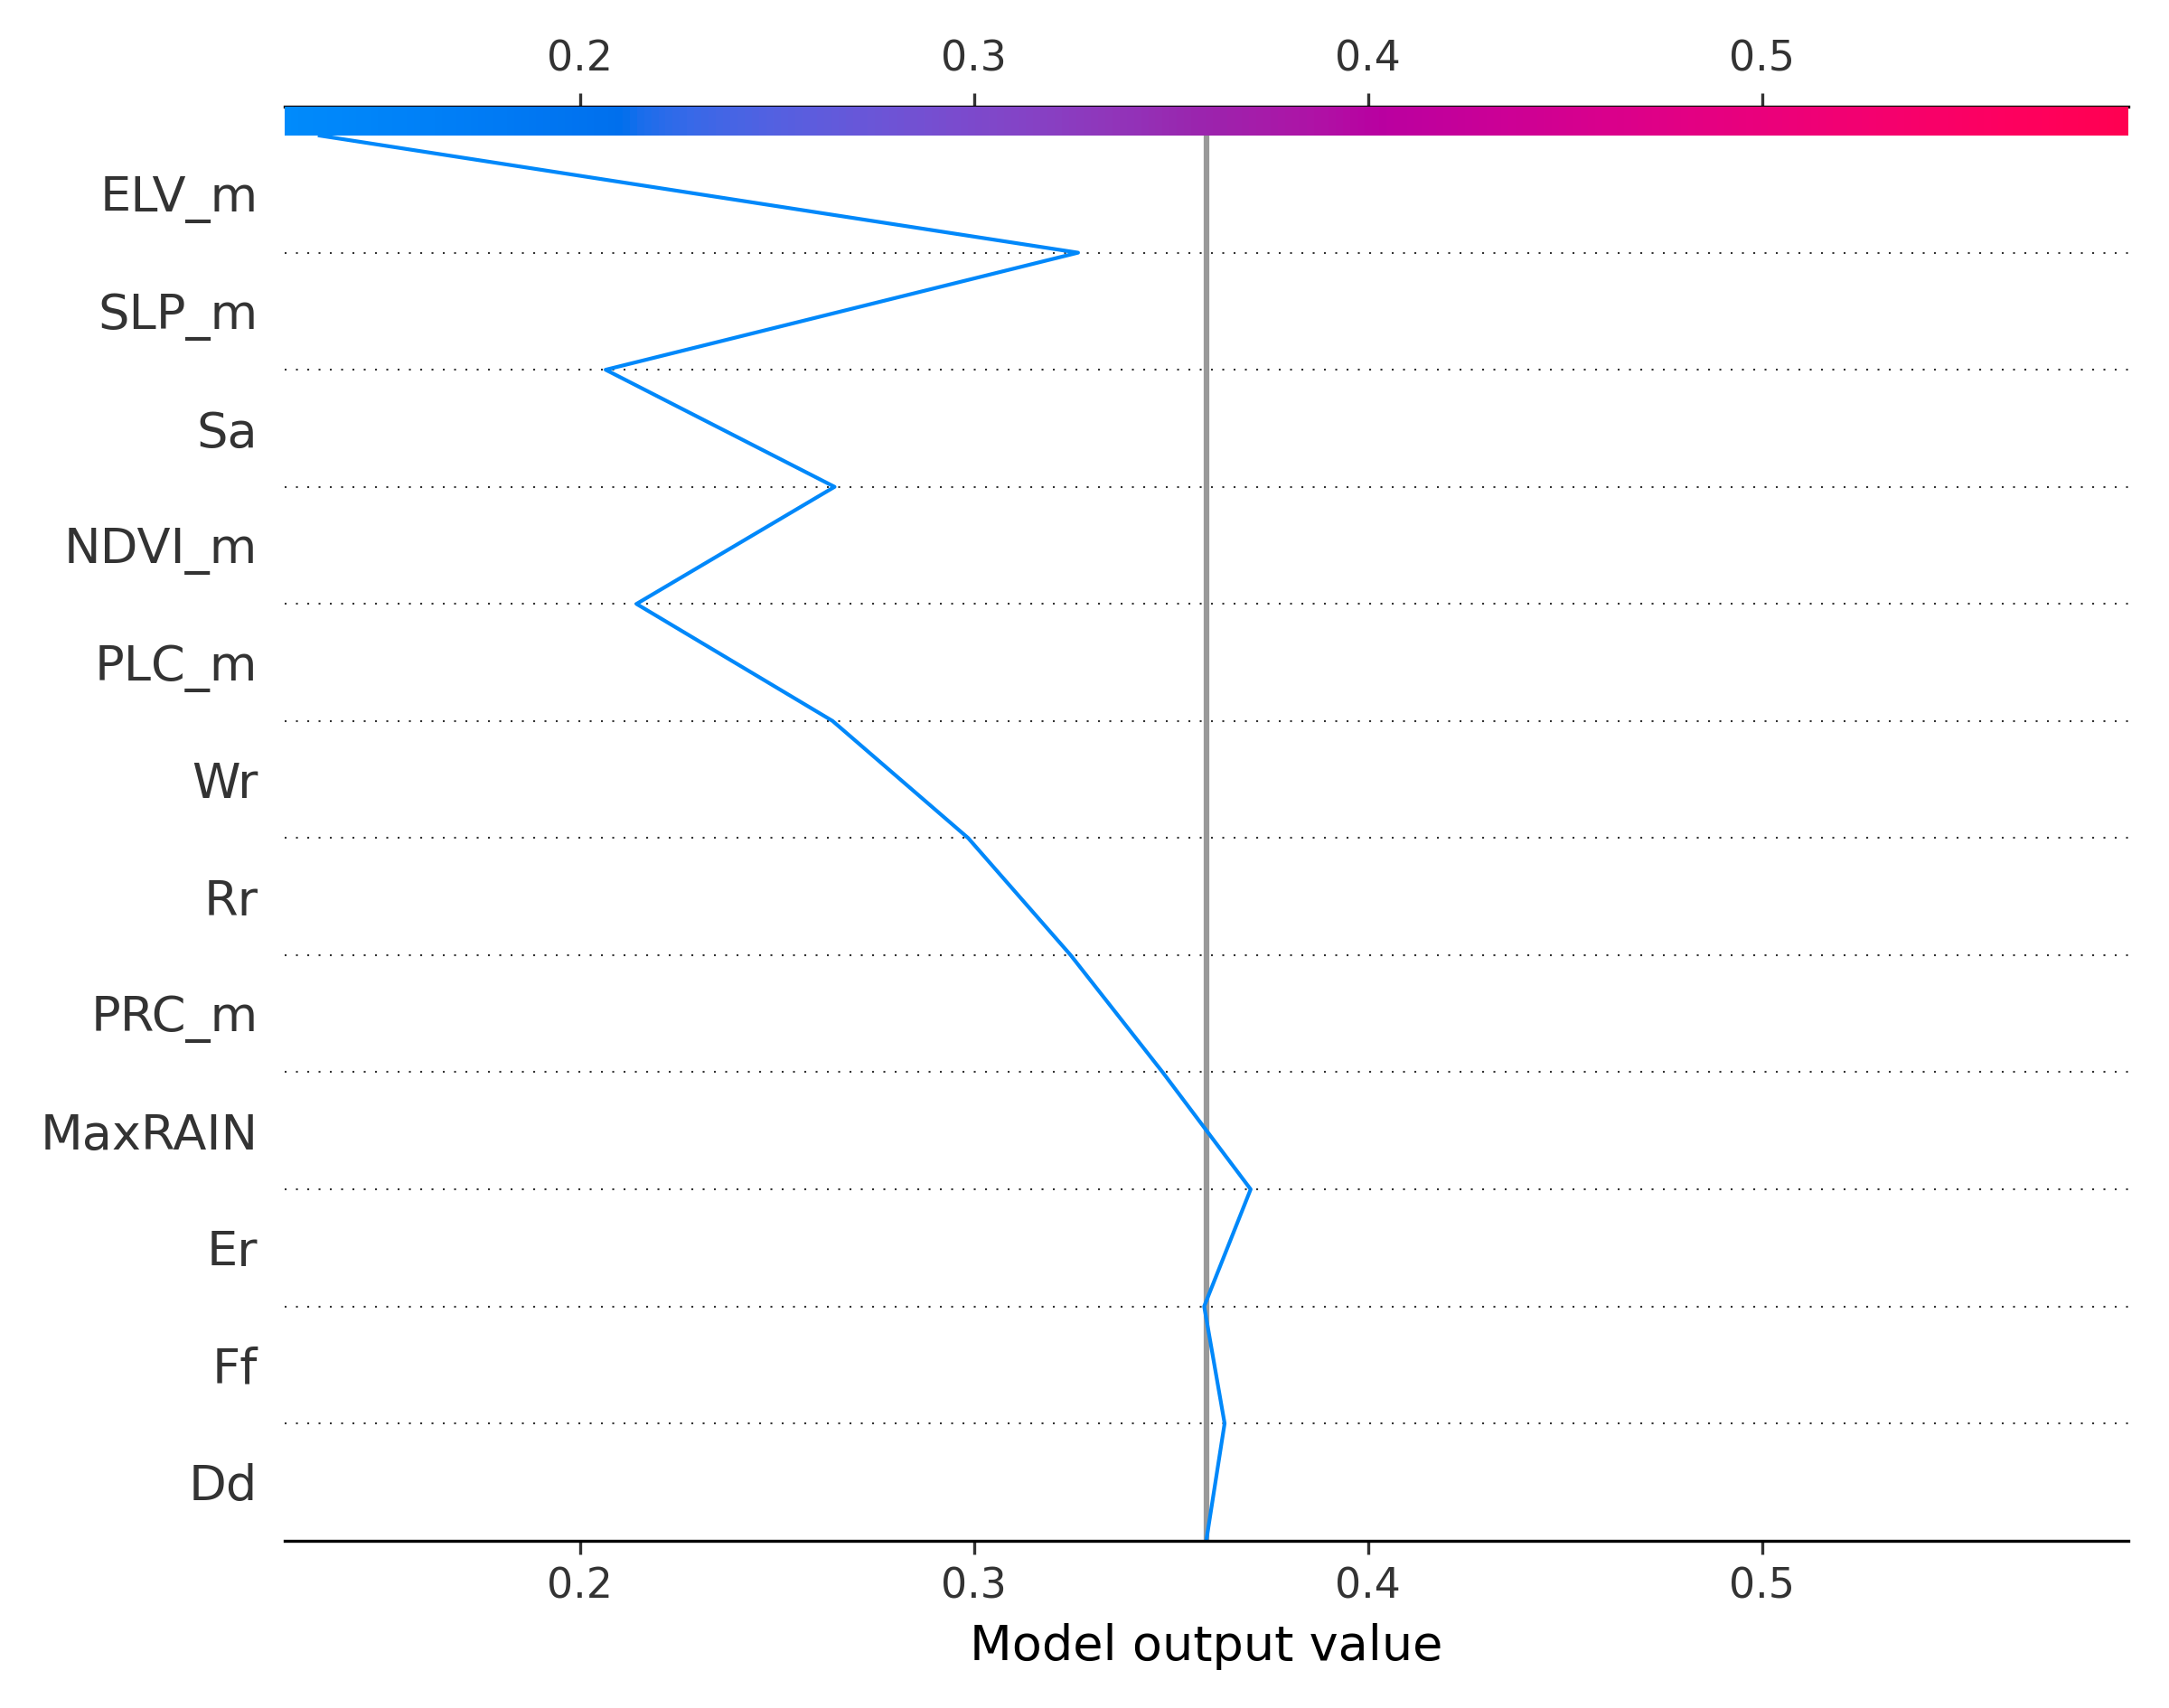 0.2 0.3 0.4 0.5
ELV_m
SLP_m
Sa
NDVI_m
PLC_m
Wr
Rr
PRC_m
MaxRAIN
Er
Ff
Dd
0.2 0.3 0.4 0.5
Model output value